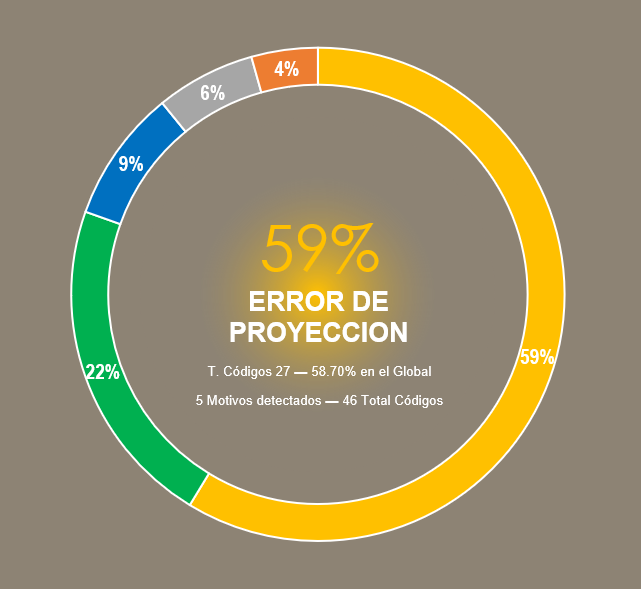 4%
6%
9%
59%
ERROR DE
PROYECCION
T. Códigos 27 — 58.70% en el Global
5 Motivos detectados — 46 Total Códigos
59%
22%